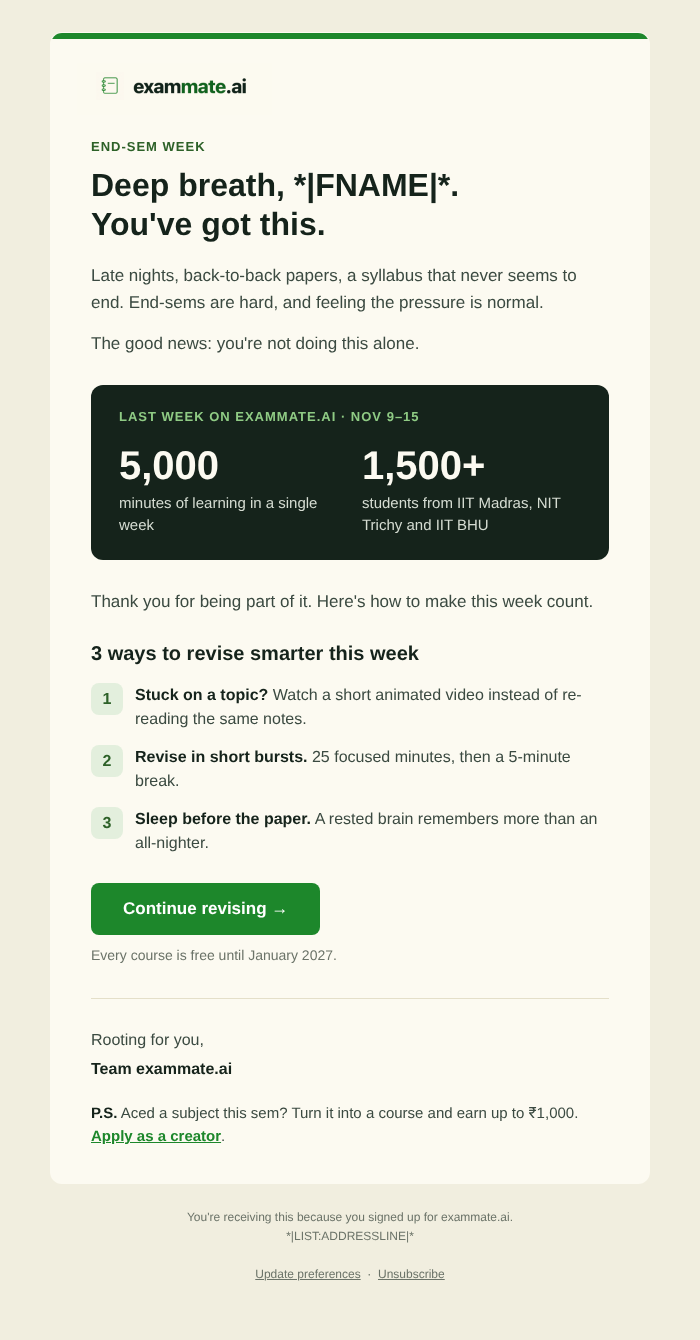 exammate.ai
END-SEM WEEK
Deep breath, *|FNAME|*.
You've got this.
Late nights, back-to-back papers, a syllabus that never seems to
end. End-sems are hard, and feeling the pressure is normal.
The good news: you're not doing this alone.
LAST WEEK ON EXAMMATE.AI · NOV 9–15
5,000
minutes of learning in a single
week
1,500+
students from IIT Madras, NIT
Trichy and IIT BHU
Thank you for being part of it. Here's how to make this week count.
3 ways to revise smarter this week
1 Stuck on a topic? Watch a short animated video instead of re-
reading the same notes.
2 Revise in short bursts. 25 focused minutes, then a 5-minute
break.
3 Sleep before the paper. A rested brain remembers more than an
all-nighter.
Continue revising →
Every course is free until January 2027.
Rooting for you,
Team exammate.ai
P.S. Aced a subject this sem? Turn it into a course and earn up to ₹1,000.
Apply as a creator.
You're receiving this because you signed up for exammate.ai.
*|LIST:ADDRESSLINE|*
Update preferences · Unsubscribe